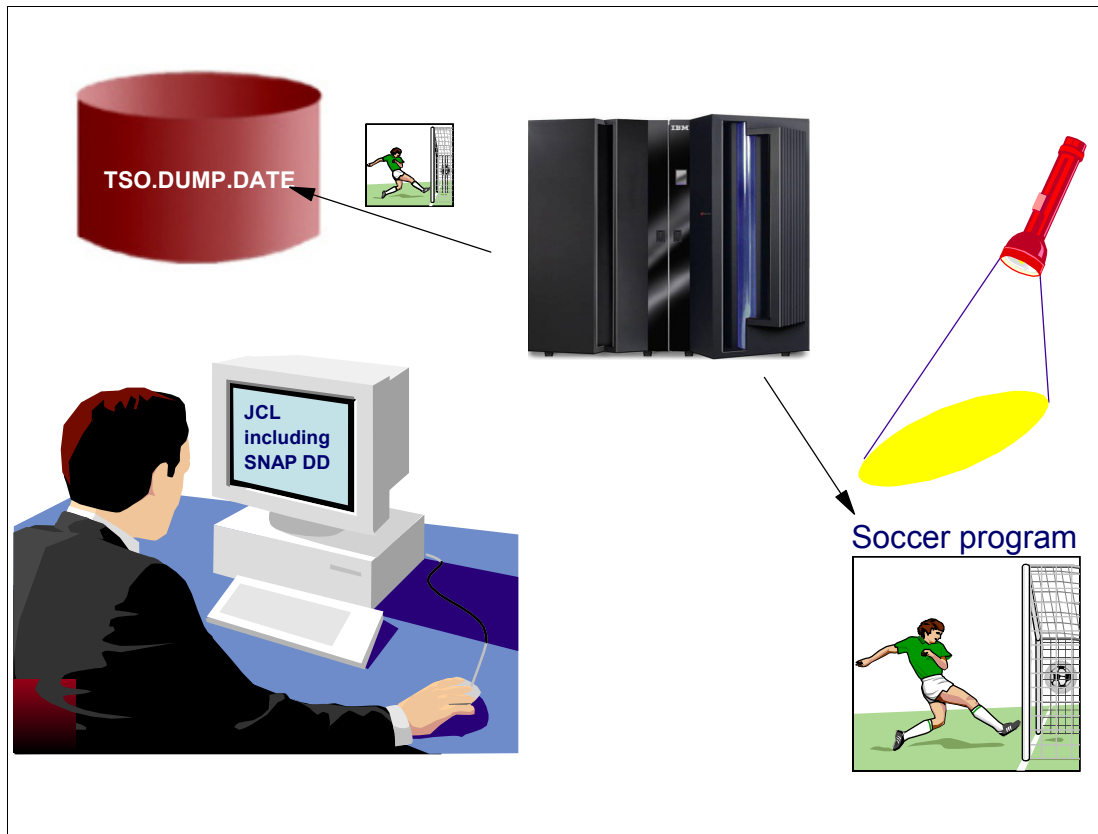 TSO.DUMP.DATE
IBM
JCL
including
SNAP DD
Soccer program